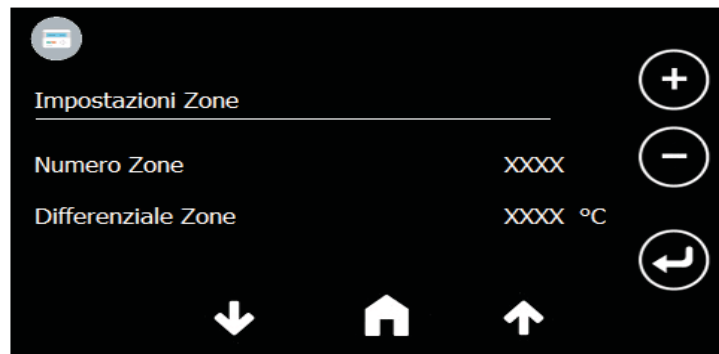 Impostazioni Zone
Numero Zone XXXX
Differenziale Zone XXXX °C